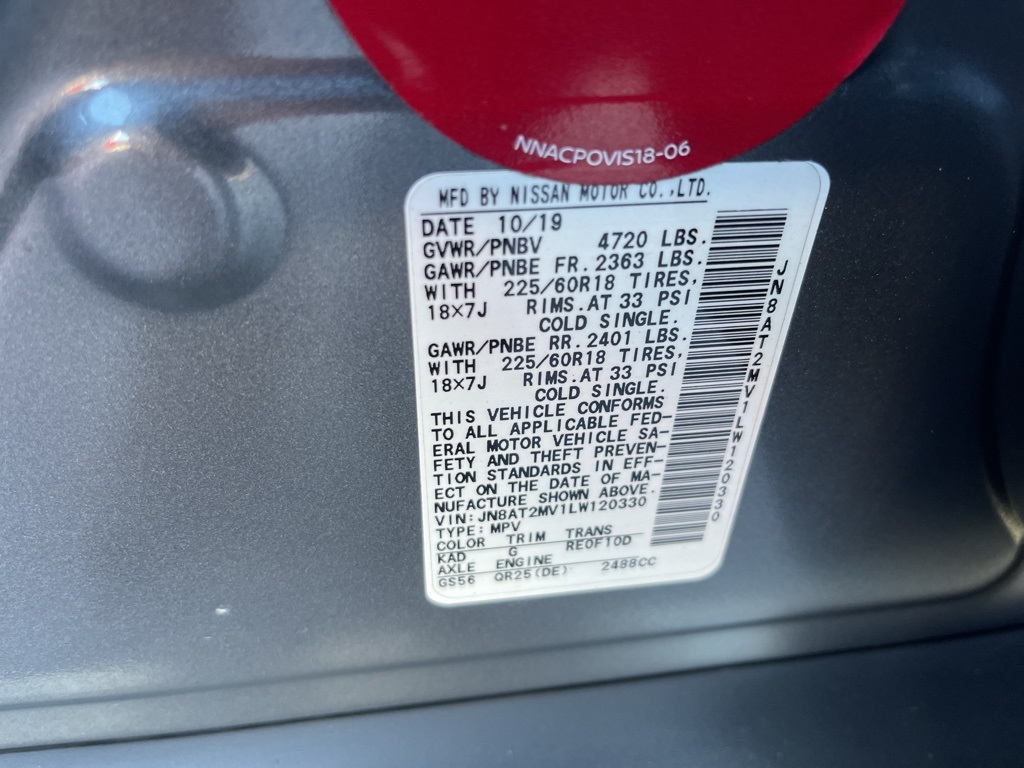 NNACPOVIS18-06
MFD BY NISSAN MOTOR CO.,LTD.
DATE 10/19
GVWR/PNBV 4720 LBS.
GAWR/PNBE FR. 2363 LBS.
WITH 225/60R18 TIRES,
18×7J RIMS.AT 33 PSI
COLD SINGLE.
GAWR/PNBE RR. 2401 LBS.
WITH 225/60R18 TIRES,
18×7J RIMS.AT 33 PSI
COLD SINGLE.
THIS VEHICLE CONFORMS
TO ALL APPLICABLE FED-
ERAL MOTOR VEHICLE SA-
FETY AND THEFT PREVEN-
TION STANDARDS IN EFF-
ECT ON THE DATE OF MA-
NUFACTURE SHOWN ABOVE.
VIN:JN8AT2MV1LW120330
TYPE:MPV
COLOR TRIM TRANS
KAD G RE0F10D
AXLE ENGINE
GS56 QR25(DE) 2488CC
JN8AT2MV1LW120330